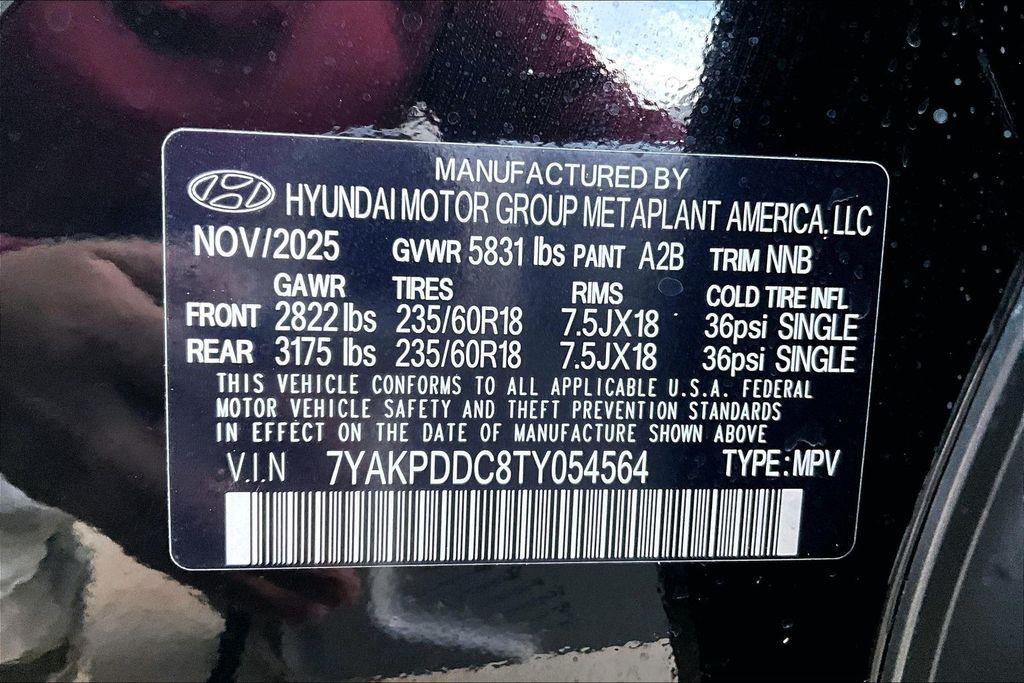 MANUFACTURED BY
HYUNDAI MOTOR GROUP METAPLANT AMERICA, LLC
NOV/2025 GVWR 5831 lbs PAINT A2B TRIM NNB
GAWR TIRES RIMS COLD TIRE INFL
FRONT 2822 lbs 235/60R18 7.5JX18 36psi SINGLE
REAR 3175 lbs 235/60R18 7.5JX18 36psi SINGLE
THIS VEHICLE CONFORMS TO ALL APPLICABLE U.S.A. FEDERAL
MOTOR VEHICLE SAFETY AND THEFT PREVENTION STANDARDS
IN EFFECT ON THE DATE OF MANUFACTURE SHOWN ABOVE
V.I.N 7YAKPDDC8TY054564 TYPE:MPV